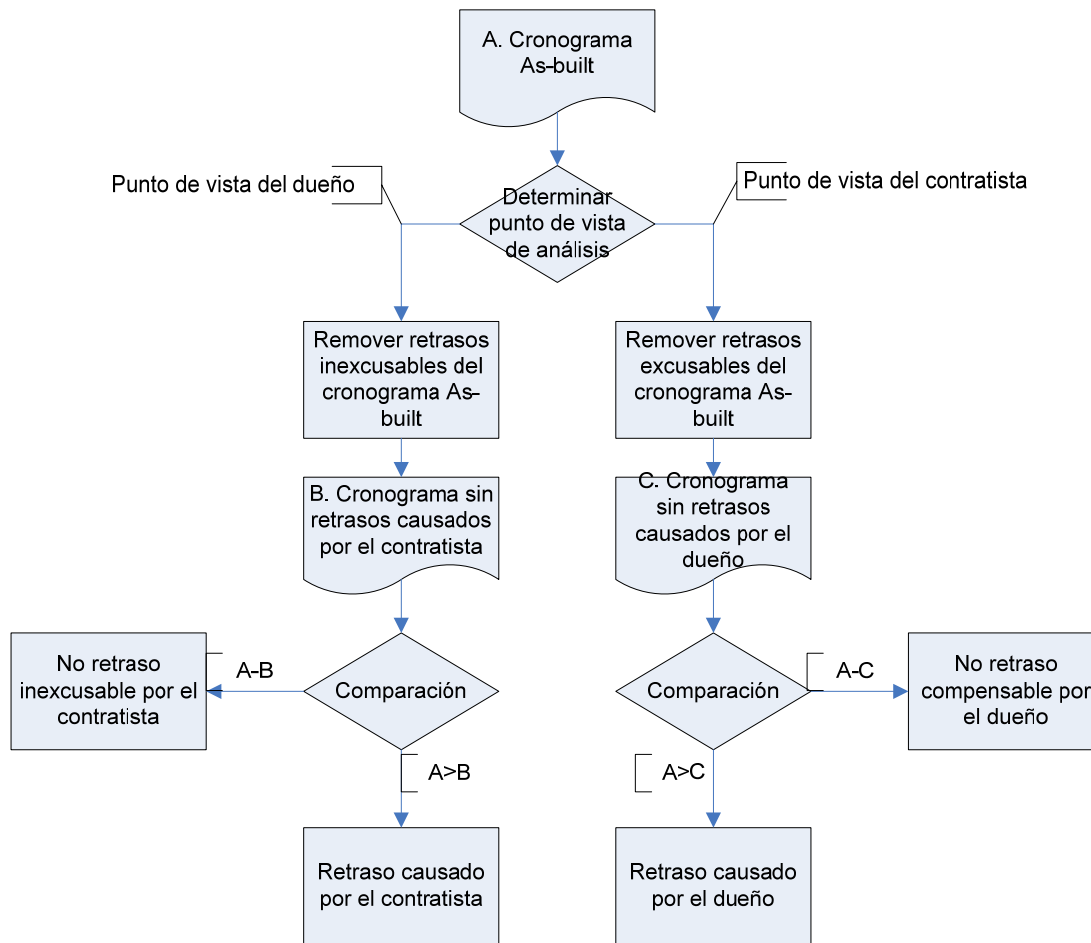 A. Cronograma
As-built
Punto de vista del dueño
Punto de vista del contratista
Determinar
punto de vista
de análisis
Remover retrasos
inexcusables del
cronograma As-
built
Remover retrasos
excusables del
cronograma As-
built
B. Cronograma sin
retrasos causados
por el contratista
C. Cronograma
sin retrasos
causados por el
dueño
No retraso
inexcusable por el
contratista
A-B
Comparación
Comparación
A-C
No retraso
compensable por
el dueño
A>B
A>C
Retraso causado
por el contratista
Retraso causado
por el dueño